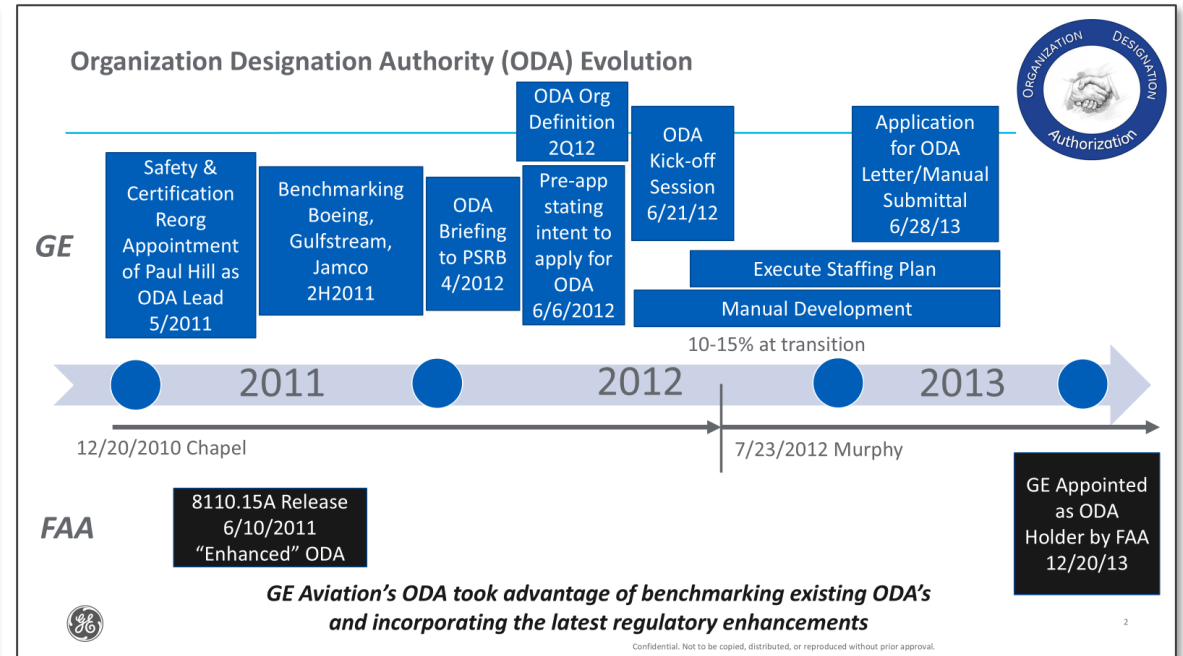 Organization Designation Authority (ODA) Evolution
ORGANIZATION DESIGNATION
Authorization
GE
Safety &
Certification
Reorg
Appointment
of Paul Hill as
ODA Lead
5/2011
Benchmarking
Boeing,
Gulfstream,
Jamco
2H2011
ODA
Briefing
to PSRB
4/2012
ODA Org
Definition
2Q12
Pre-app
stating
intent to
apply for
ODA
6/6/2012
ODA
Kick-off
Session
6/21/12
Application
for ODA
Letter/Manual
Submittal
6/28/13
Execute Staffing Plan
Manual Development
10-15% at transition
2011
2012
2013
12/20/2010 Chapel
7/23/2012 Murphy
FAA
8110.15A Release
6/10/2011
“Enhanced” ODA
GE Appointed
as ODA
Holder by FAA
12/20/13
GE Aviation’s ODA took advantage of benchmarking existing ODA’s
and incorporating the latest regulatory enhancements
GE
2
Confidential. Not to be copied, distributed, or reproduced without prior approval.